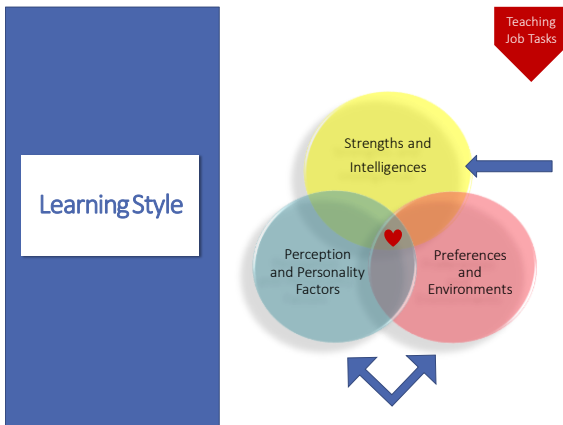 Teaching
Job Tasks
Learning Style
Strengths and
Intelligences
Perception
and Personality
Factors
Preferences
and
Environments